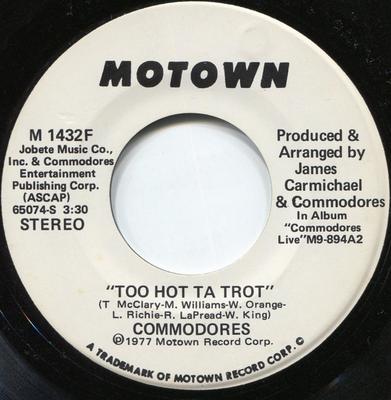 MOTOWN
M 1432F
Jobete Music Co.,
Inc. & Commodores
Entertainment
Publishing Corp.
(ASCAP)
65074-S 3:30
STEREO
Produced &
Arranged by
James
Carmichael
& Commodores
In Album
"Commodores
Live" M9-894A2
"TOO HOT TA TROT"
(T McClary-M. Williams-W. Orange-
L. Richie-R. LaPread-W. King)
COMMODORES
℗1977 Motown Record Corp.
A TRADEMARK OF MOTOWN RECORD CORP. ©